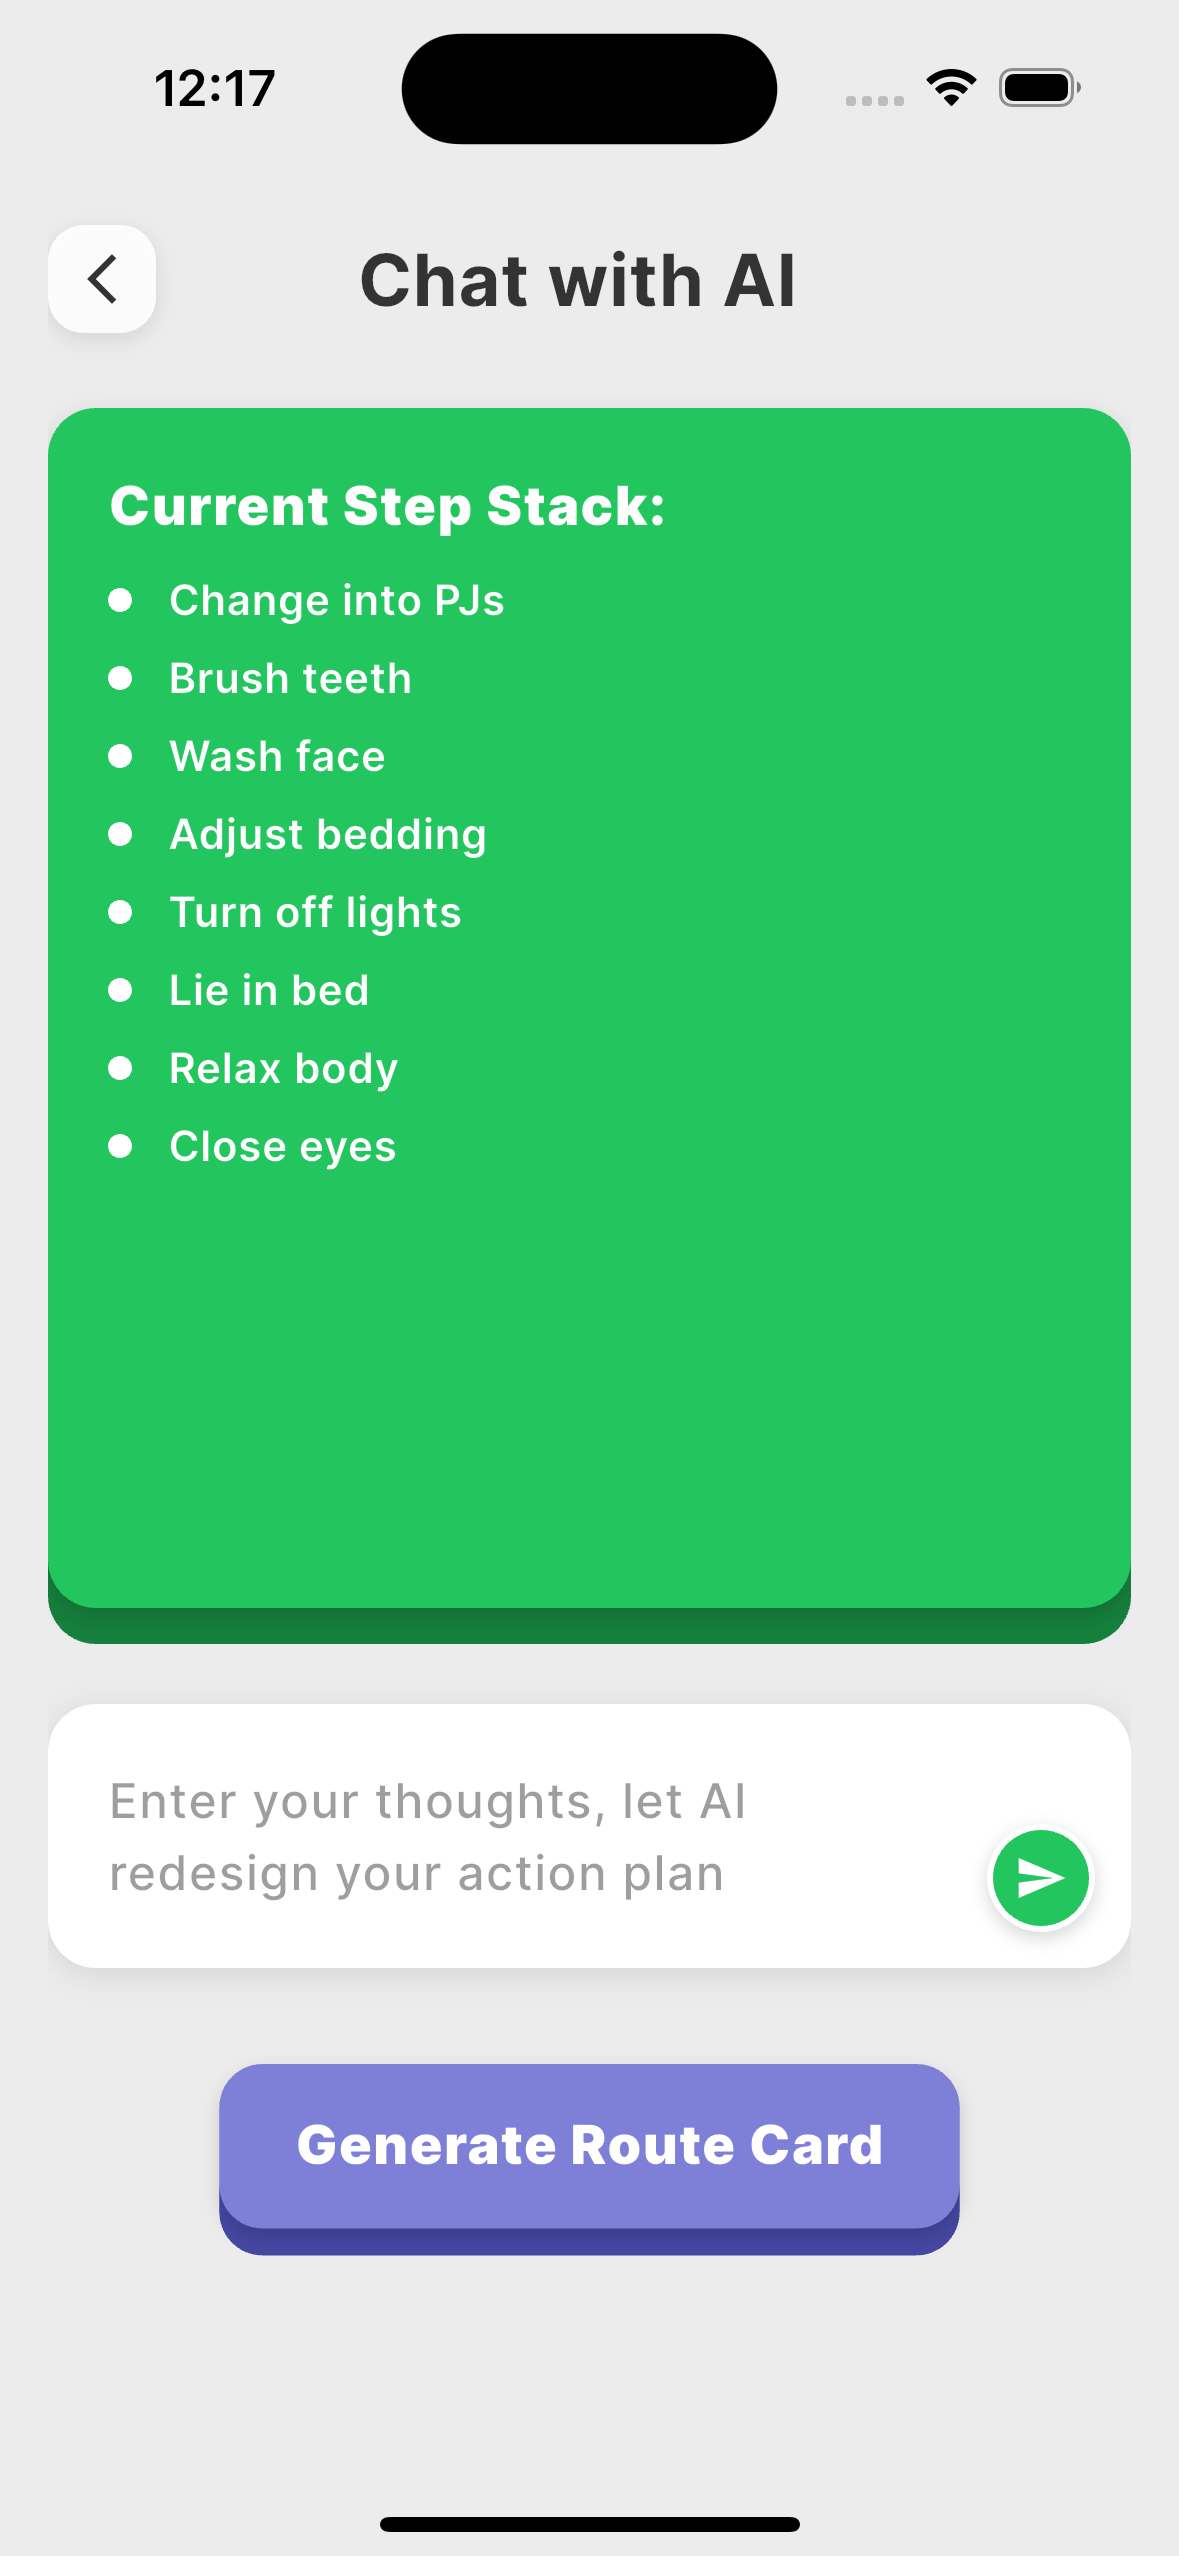 12:17
Chat with AI
Current Step Stack:
Change into PJs
Brush teeth
Wash face
Adjust bedding
Turn off lights
Lie in bed
Relax body
Close eyes
Enter your thoughts, let AI
redesign your action plan
Generate Route Card